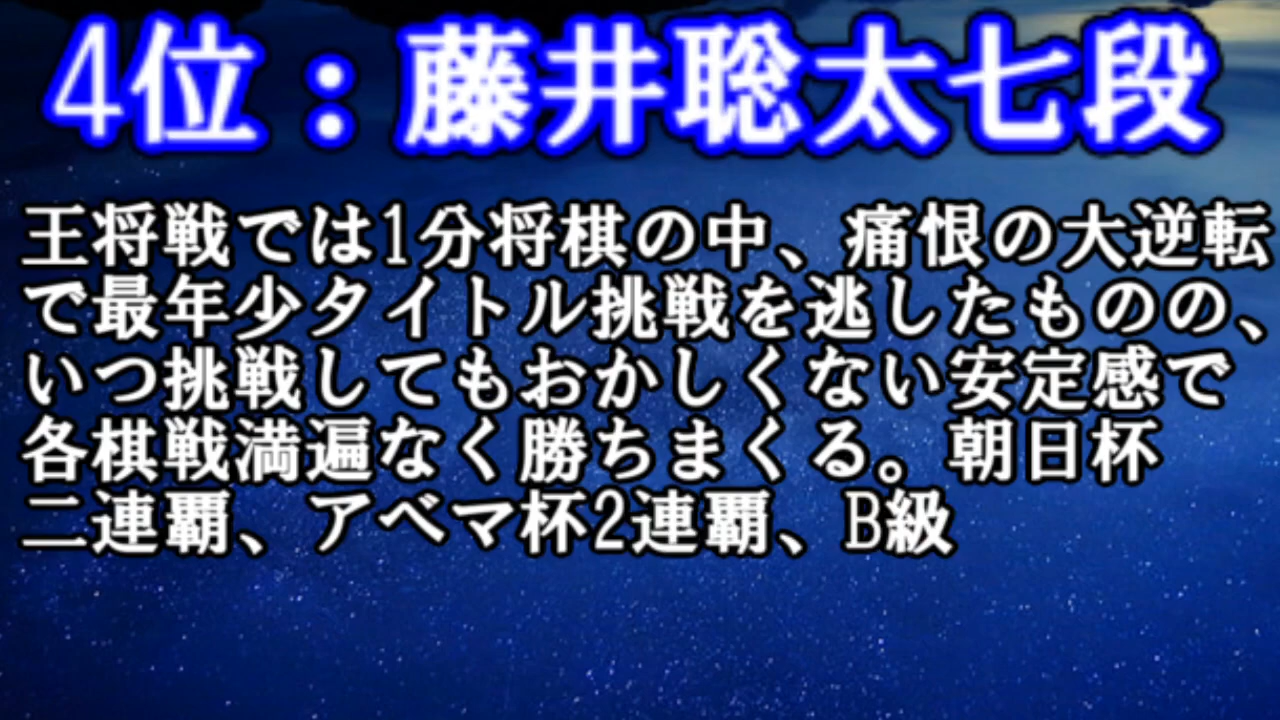 4位：藤井聡太七段
王将戦では1分将棋の中、痛恨の大逆転
で最年少タイトル挑戦を逃したものの、
いつ挑戦してもおかしくない安定感で
各棋戦満遍なく勝ちまくる。朝日杯
二連覇、アベマ杯2連覇、B級